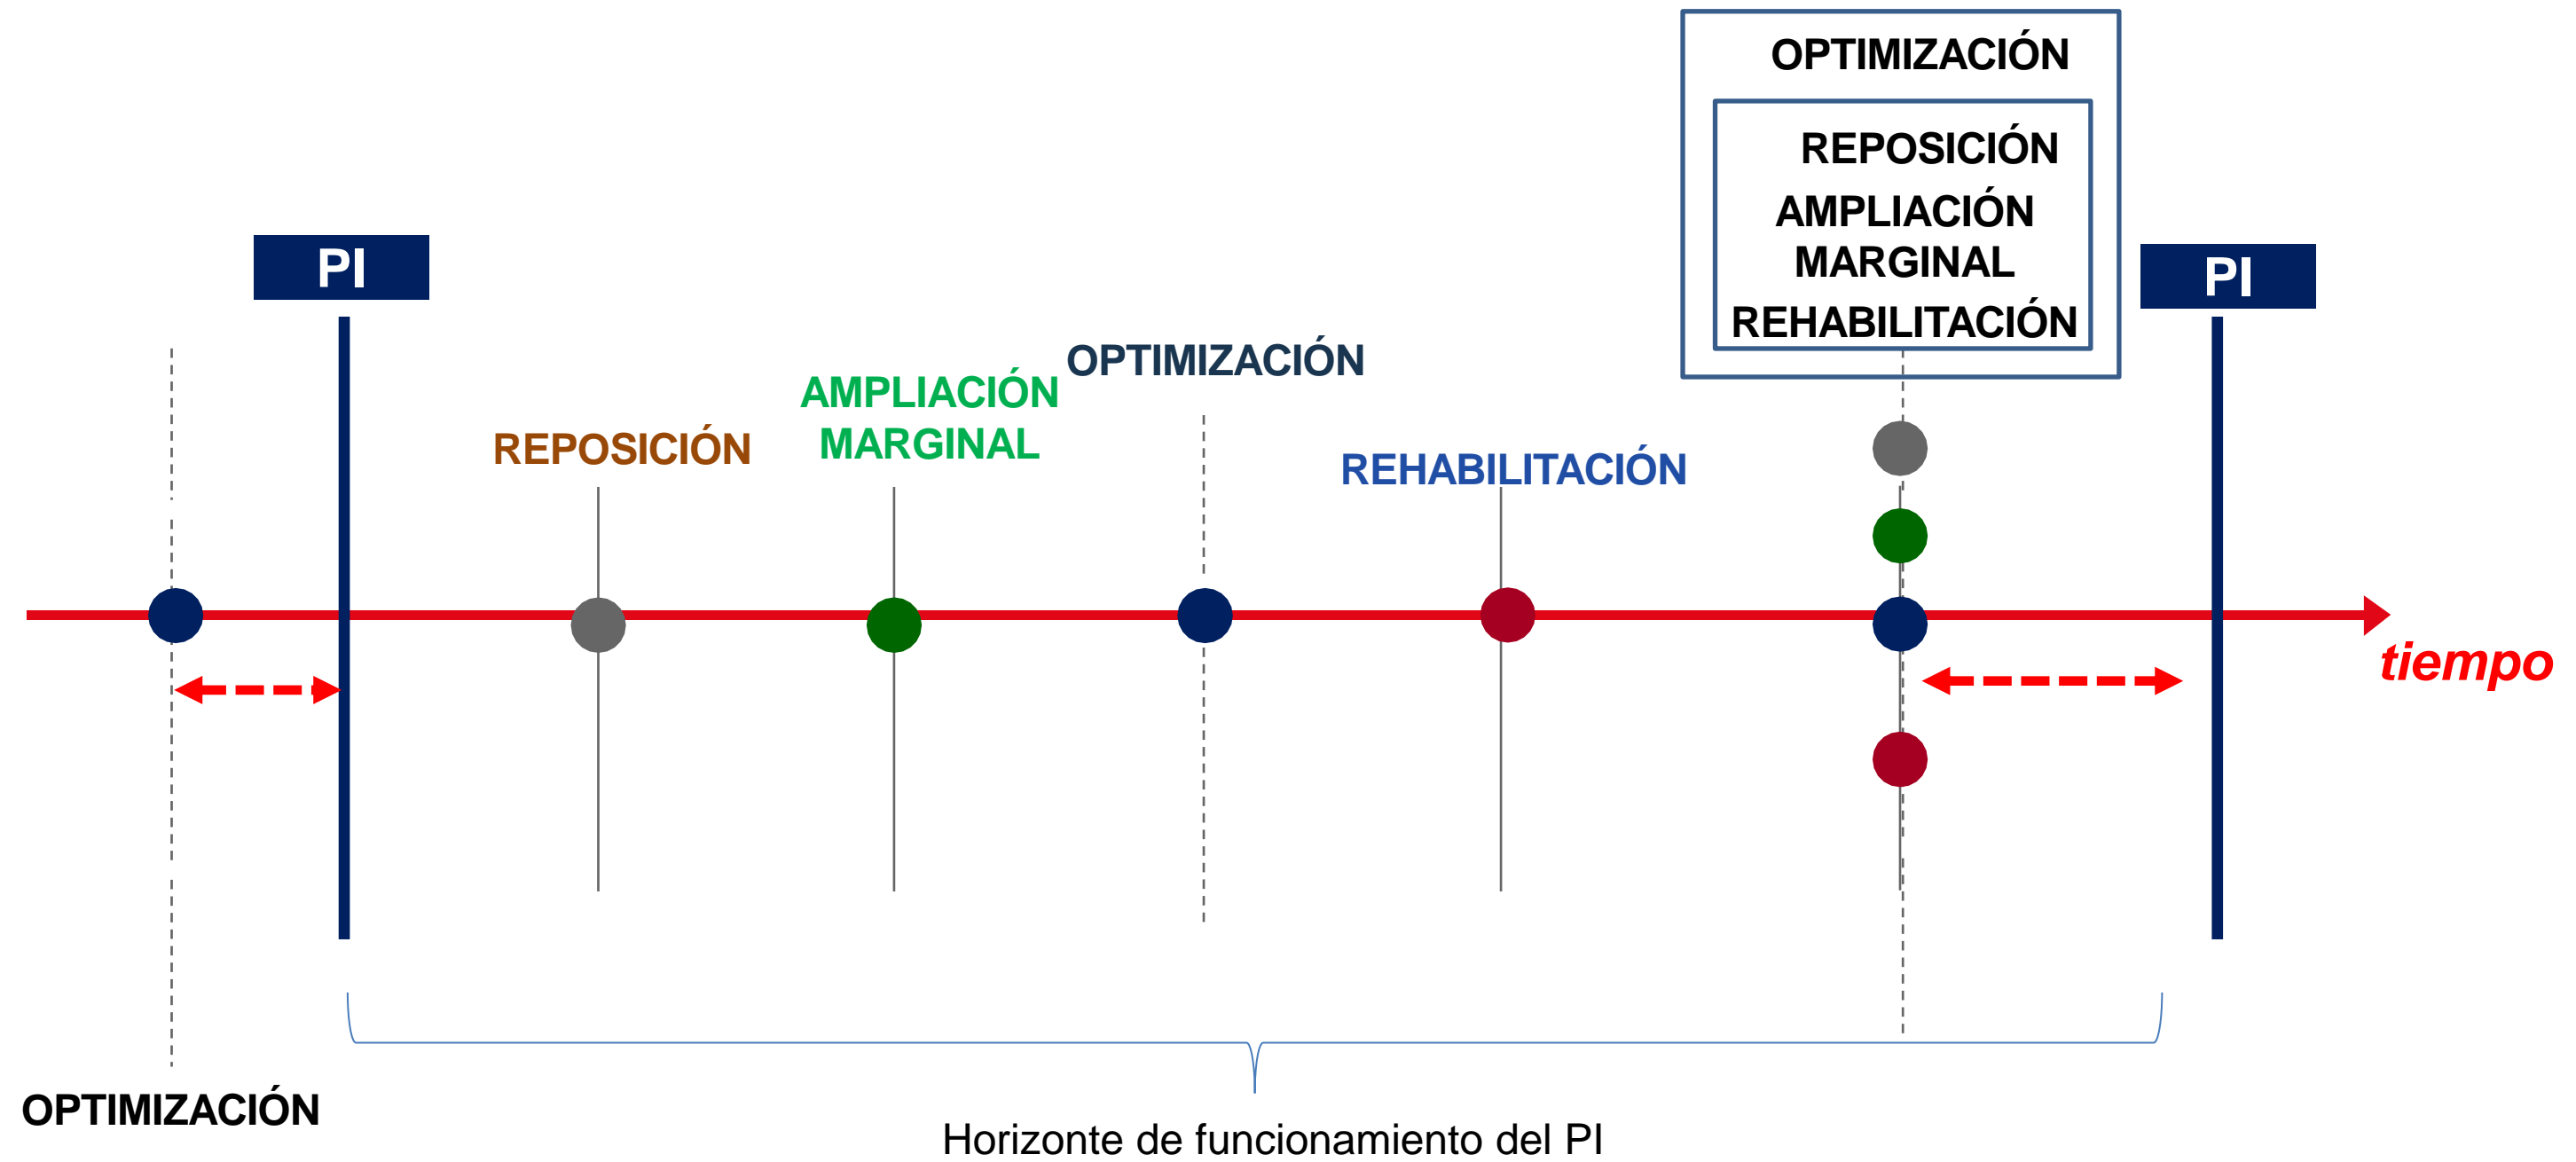 OPTIMIZACIÓN
REPOSICIÓN
AMPLIACIÓN
MARGINAL
REHABILITACIÓN
PI
PI
OPTIMIZACIÓN
AMPLIACIÓN
MARGINAL
REPOSICIÓN
REHABILITACIÓN
tiempo
OPTIMIZACIÓN
Horizonte de funcionamiento del PI